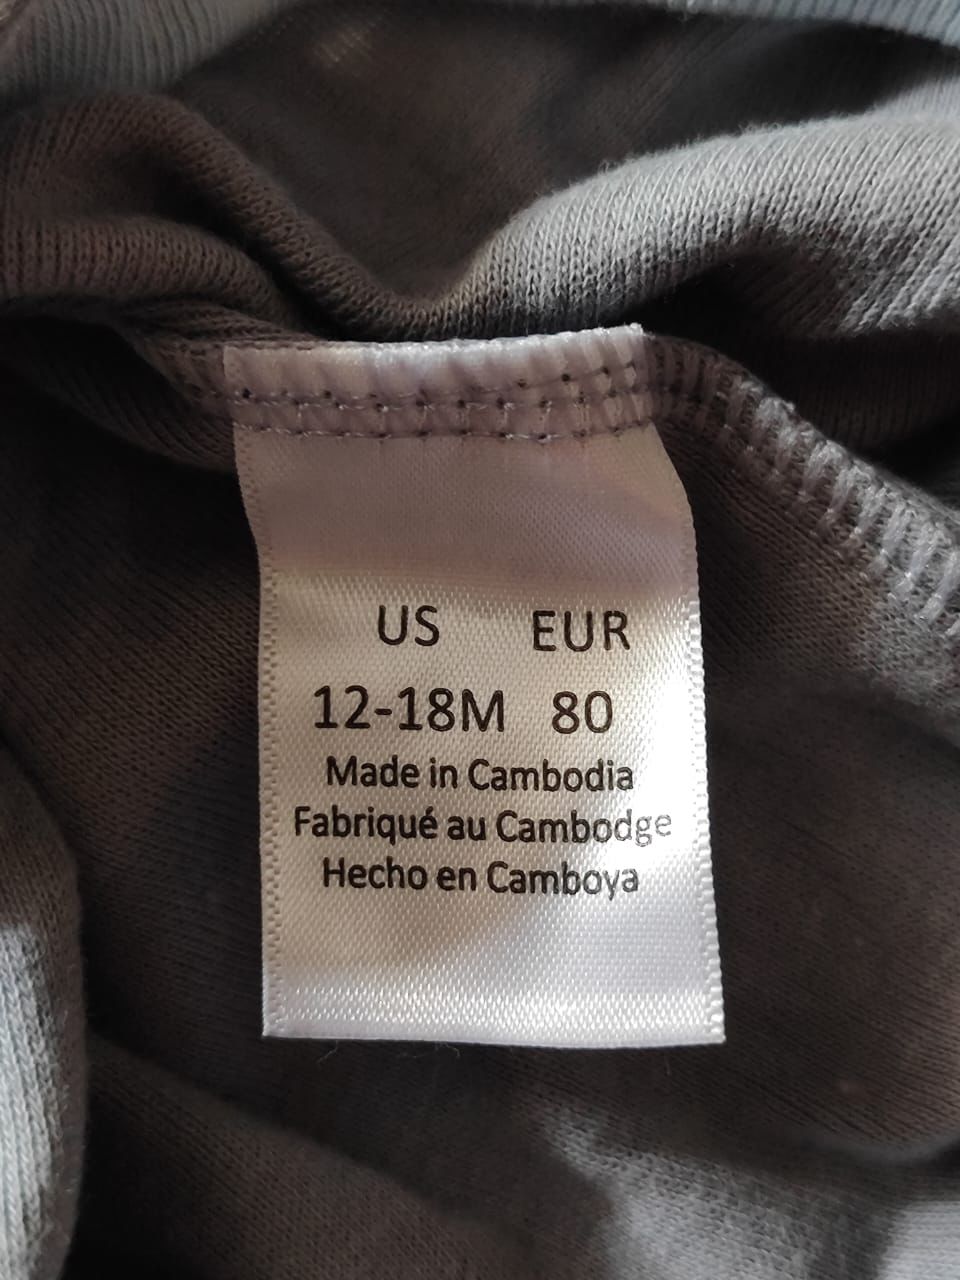 US EUR
12-18M 80
Made in Cambodia
Fabriqué au Cambodge
Hecho en Camboya